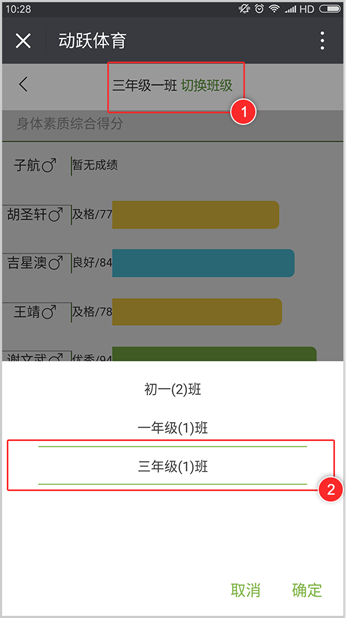 10:28 HD
动跃体育
三年级一班 切换班级
1
身体素质综合得分
子航♂ 暂无成绩
胡圣轩♂ 及格/77
吉星澳♂ 良好/84
王靖♂ 及格/78
谢文武♂ 优秀/94
初一(2)班
一年级(1)班
三年级(1)班
2
取消 确定